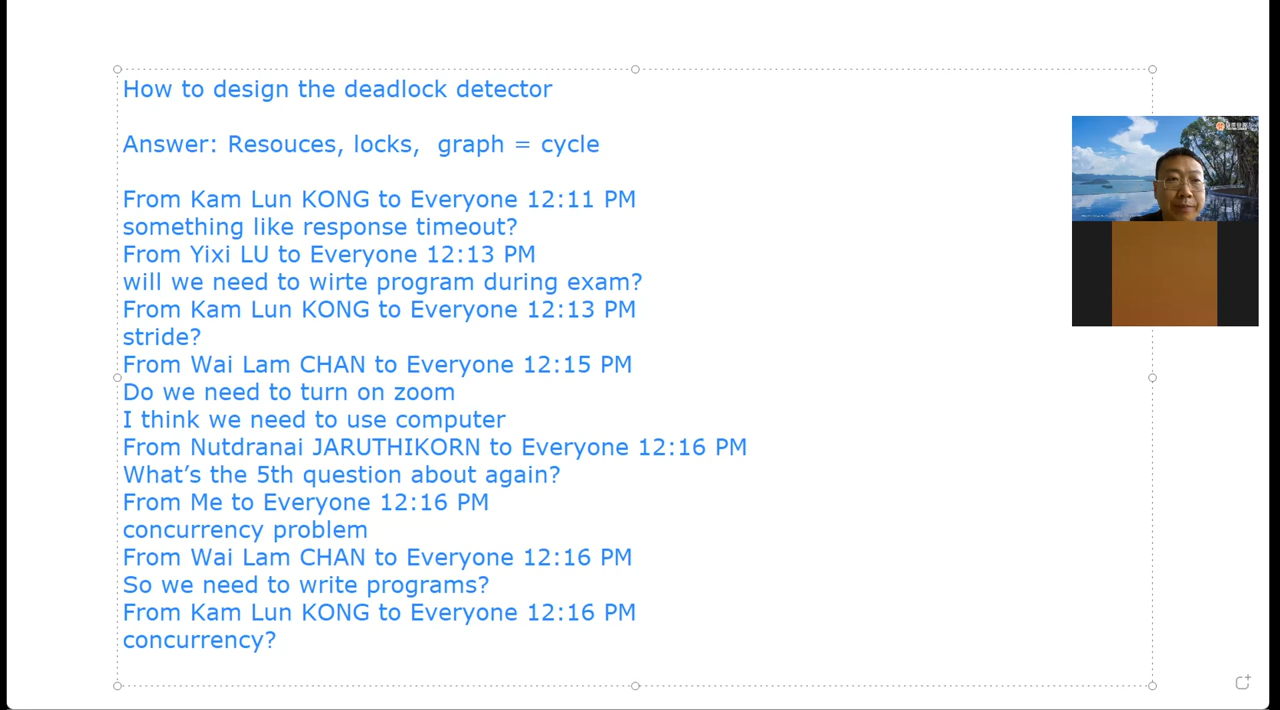 How to design the deadlock detector
Answer: Resouces, locks,  graph = cycle
From Kam Lun KONG to Everyone 12:11 PM
something like response timeout?
From Yixi LU to Everyone 12:13 PM
will we need to wirte program during exam?
From Kam Lun KONG to Everyone 12:13 PM
stride?
From Wai Lam CHAN to Everyone 12:15 PM
Do we need to turn on zoom
I think we need to use computer
From Nutdranai JARUTHIKORN to Everyone 12:16 PM
What’s the 5th question about again?
From Me to Everyone 12:16 PM
concurrency problem
From Wai Lam CHAN to Everyone 12:16 PM
So we need to write programs?
From Kam Lun KONG to Everyone 12:16 PM
concurrency?